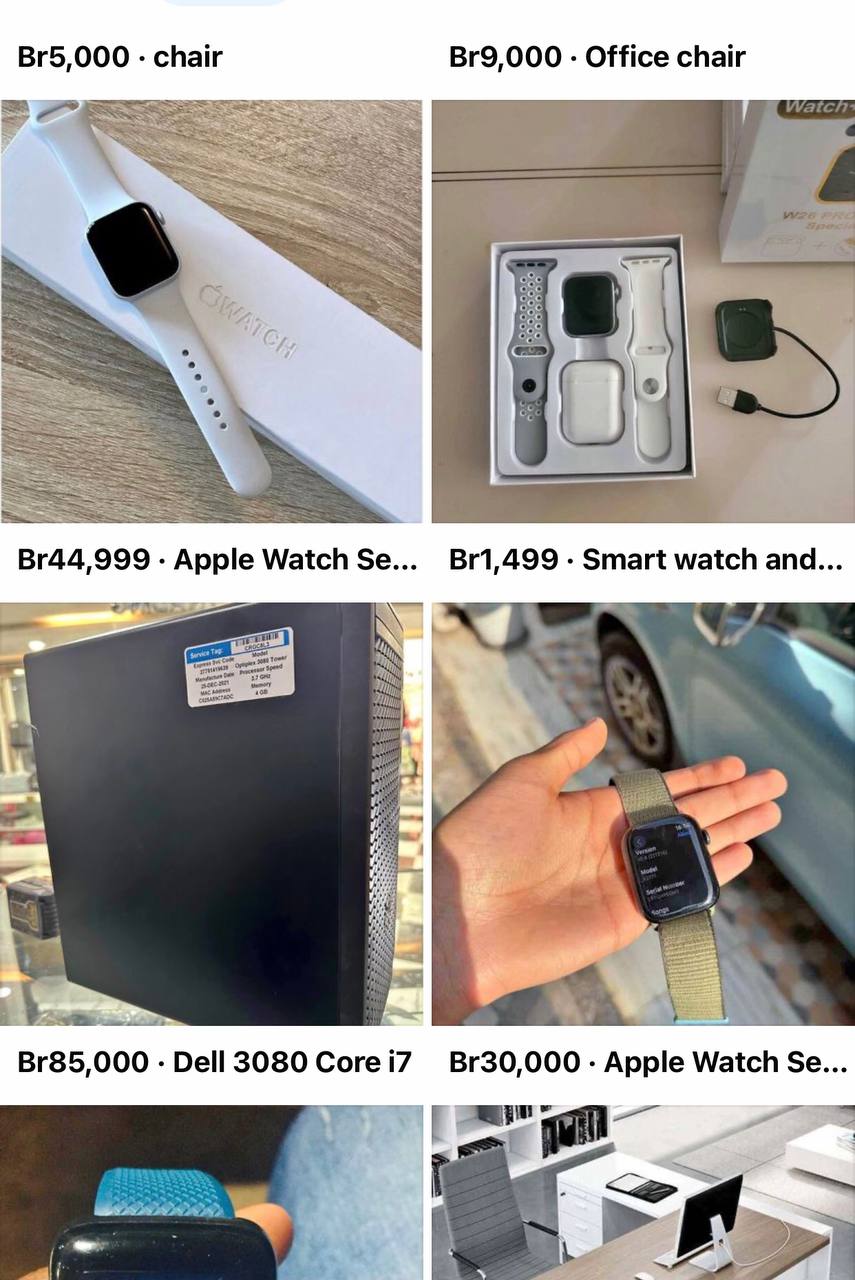 Br5,000 · chair
Br9,000 · Office chair
WATCH
Watch
W26 PRO
Special
Br44,999 · Apple Watch Se...
Br1,499 · Smart watch and...
Service Tag:
Express Svc Code
Manufacture Date
25-DEC-2021
MAC Address
Model
Optiplex 3080 Tower
Processor Speed
3.7 GHz
Memory
4 GB
Version
Model
Serial Number
Songs
Br85,000 · Dell 3080 Core i7
Br30,000 · Apple Watch Se...